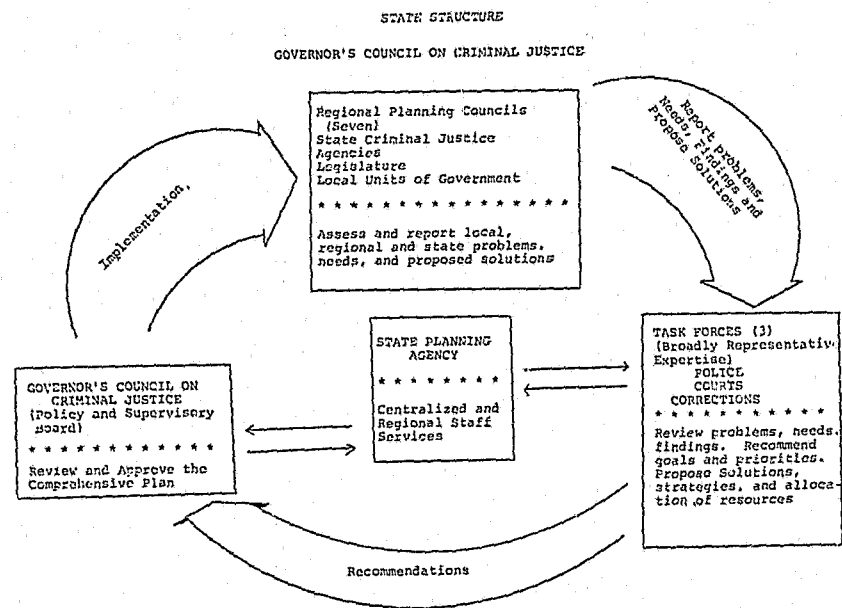 STATE STRUCTURE
GOVERNOR'S COUNCIL ON CRIMINAL JUSTICE
Regional Planning Councils
(Seven)
State Criminal Justice
Agencies
Legislature
Local Units of Government
* * * * * * * * * * * * * * * *
Assess and report local,
regional and state problems,
needs, and proposed solutions
Report problems,
Needs, Findings and
propose Solutions
Implementation,
STATE PLANNING
AGENCY
* * * * * * * *
Centralized and
Regional Staff
Services
TASK FORCES (3)
(Broadly Representativ
Expertise)
POLICE
COURTS
CORRECTIONS
* * * * * * * * * * *
Review problems, needs,
findings. Recommend
goals and priorities.
Propose Solutions,
strategies, and alloca-
tion of resources
GOVERNOR'S COUNCIL ON
CRIMINAL JUSTICE
(Policy and Supervisory
Board)
* * * * * * * * * * * *
Review and Approve the
Comprehensive Plan
Recommendations